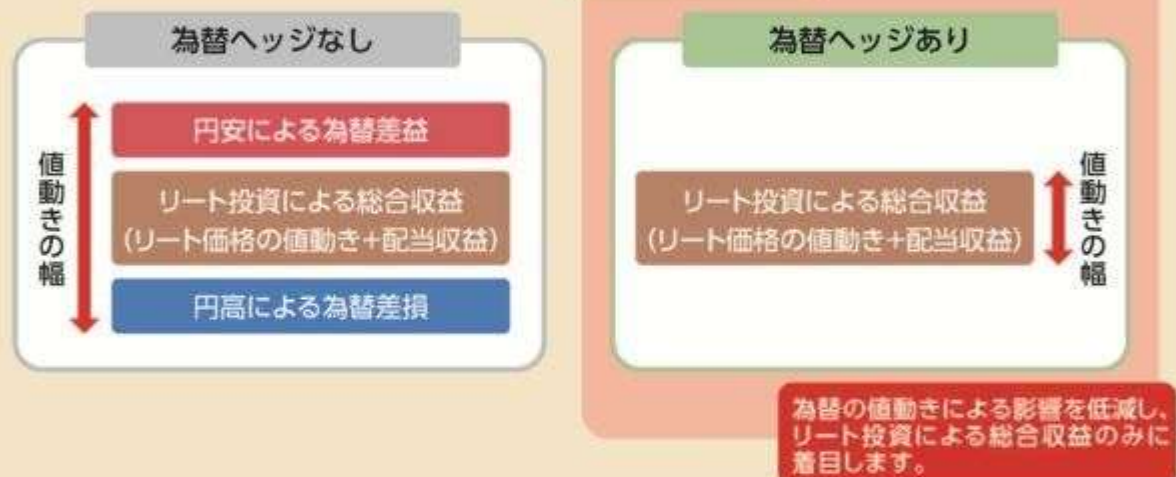 為替ヘッジなし
値動きの幅
円安による為替差益
リート投資による総合収益
(リート価格の値動き+配当収益)
円高による為替差損
為替ヘッジあり
リート投資による総合収益
(リート価格の値動き+配当収益)
値動きの幅
為替の値動きによる影響を低減し、
リート投資による総合収益のみに
着目します。